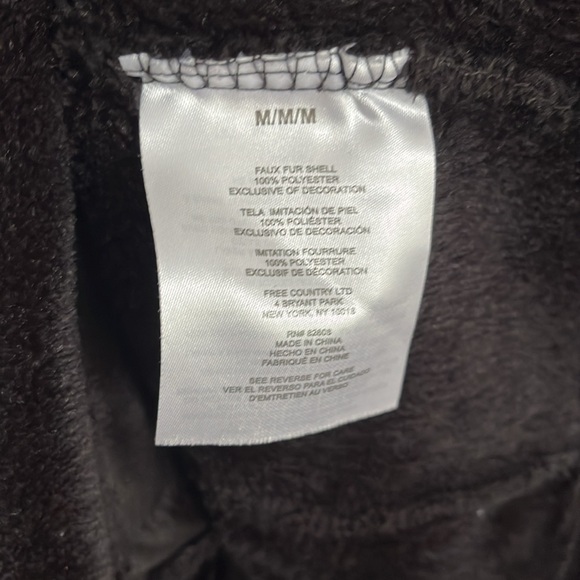 M/M/M
FAUX FUR SHELL
100% POLYESTER
EXCLUSIVE OF DECORATION
TELA IMITACIÓN DE PIEL
100% POLIÉSTER
EXCLUSIVO DE DECORACIÓN
IMITATION FOURRURE
100% POLYESTER
EXCLUSIF DE DÉCORATION
FREE COUNTRY LTD
4 BRYANT PARK
NEW YORK, NY 10018
RN# 82608
MADE IN CHINA
HECHO EN CHINA
FABRIQUÉ EN CHINE
SEE REVERSE FOR CARE
VER EL REVERSO PARA EL CUIDADO
D'EMTRETIEN AU VERSO